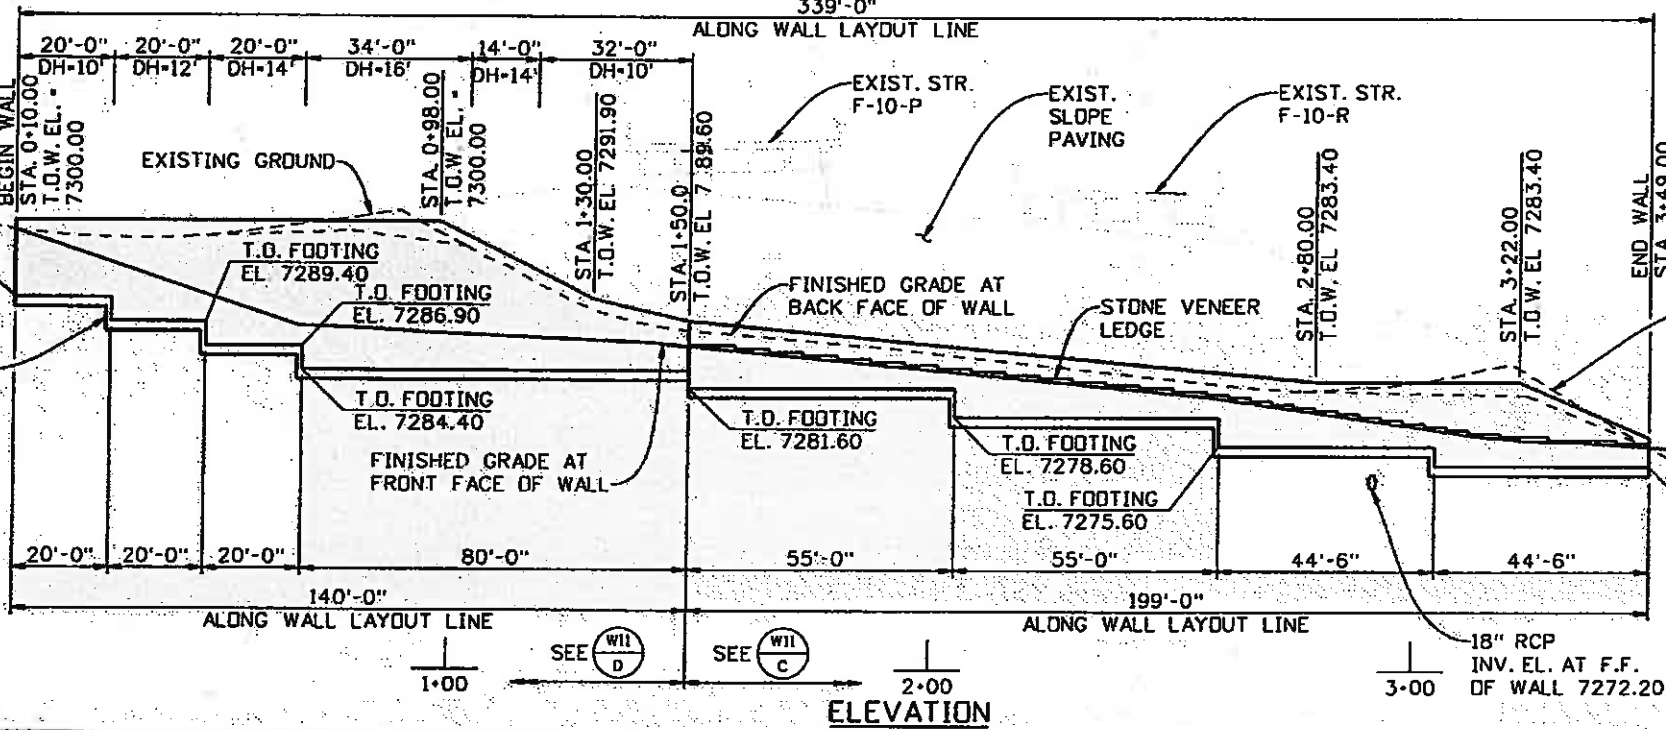 339'-0"
ALONG WALL LAYOUT LINE
20'-0" 20'-0" 20'-0" 34'-0" 14'-0" 32'-0"
DH=10' DH=12' DH=14' DH=16' DH=14' DH=10'
BEGIN WALL
STA. 0+10.00
T.O.W. EL. =
7300.00
STA. 0+98.00
T.O.W. EL. =
7300.00
STA. 1+30.00
T.O.W. EL 7291.90
STA. 1+50.0
T.O.W. EL 7 89.60
EXIST. STR.
F-10-P
EXIST.
SLOPE
PAVING
EXIST. STR.
F-10-R
STA. 2+80.00
T.O.W. EL 7283.40
STA. 3+22.00
T.O.W. EL 7283.40
END WALL
STA. 3+49.00
EXISTING GROUND
T.O. FOOTING
EL. 7289.40
T.O. FOOTING
EL. 7286.90
FINISHED GRADE AT
BACK FACE OF WALL
STONE VENEER
LEDGE
T.O. FOOTING
EL. 7284.40
T.O. FOOTING
EL. 7281.60
T.O. FOOTING
EL. 7278.60
T.O. FOOTING
EL. 7275.60
FINISHED GRADE AT
FRONT FACE OF WALL
20'-0" 20'-0" 20'-0" 80'-0" 55'-0" 55'-0" 44'-6" 44'-6"
140'-0"
ALONG WALL LAYOUT LINE
199'-0"
ALONG WALL LAYOUT LINE
SEE W11 D
SEE W11 C
18" RCP
INV. EL. AT F.F.
OF WALL 7272.20
1+00 2+00 3+00
ELEVATION